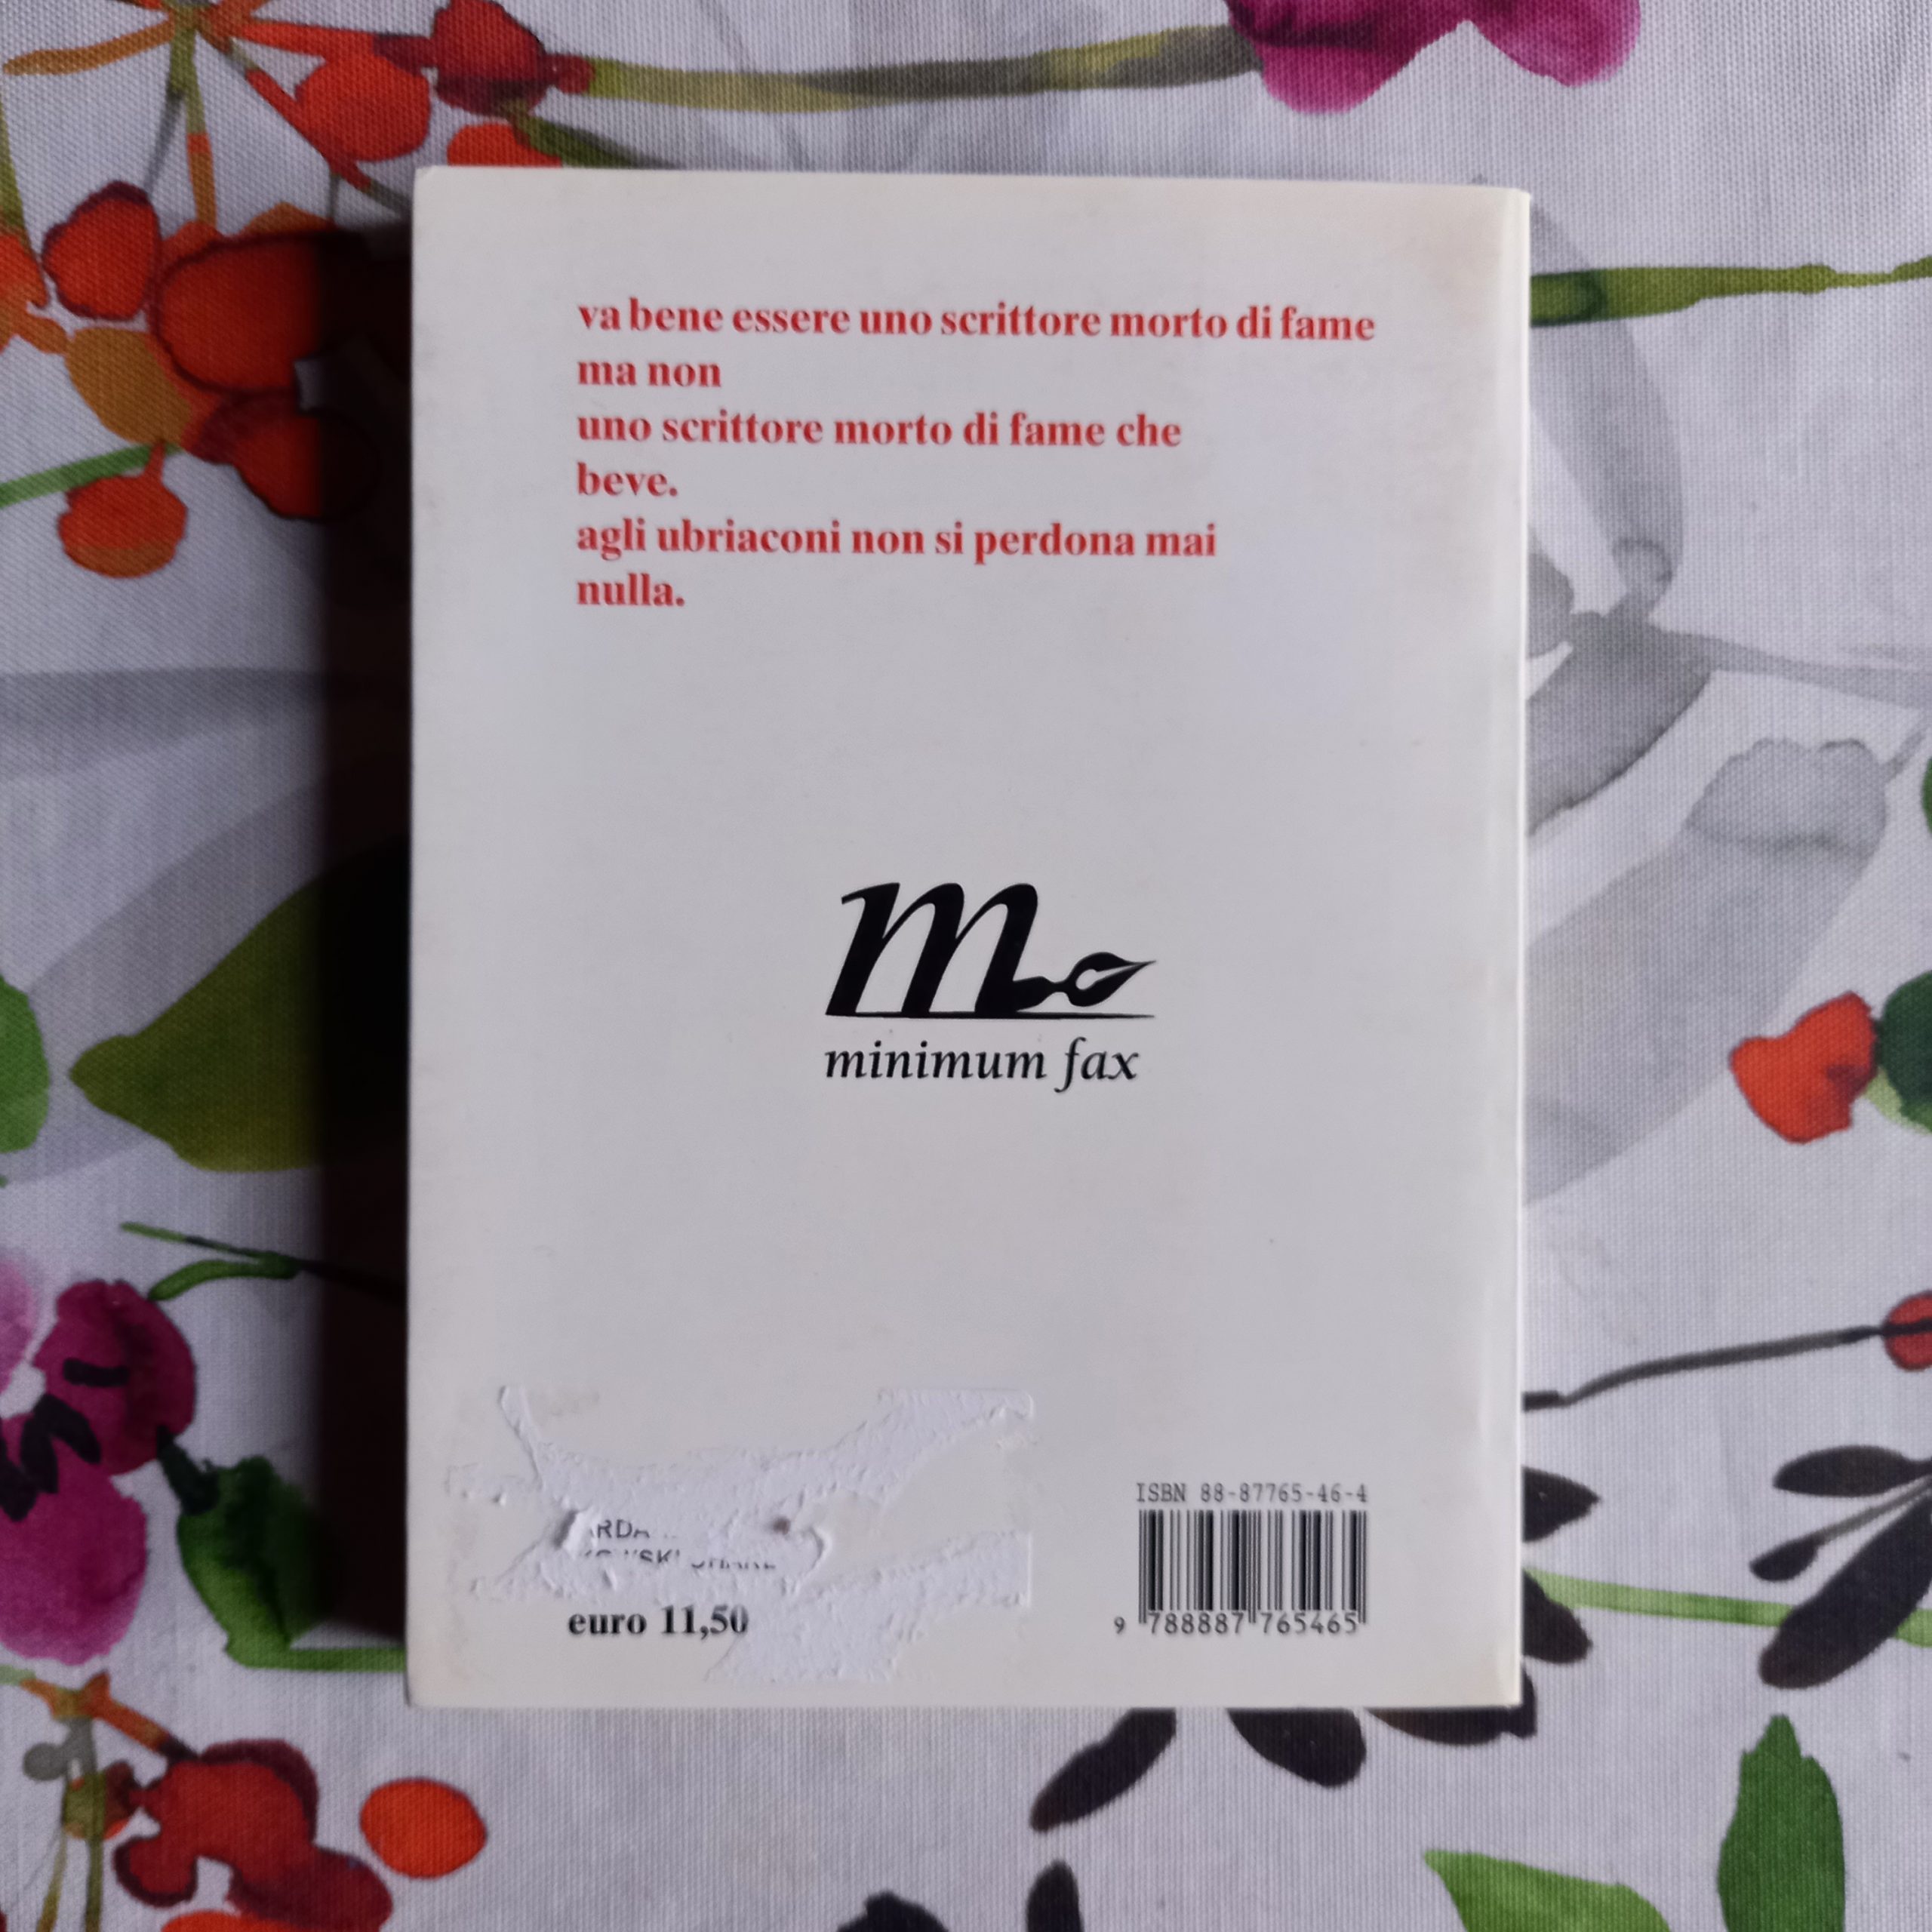 va bene essere uno scrittore morto di fame
ma non
uno scrittore morto di fame che
beve.
agli ubriaconi non si perdona mai
nulla.
m
minimum fax
ISBN 88-87765-46-4
euro 11,50
9 788887 765465